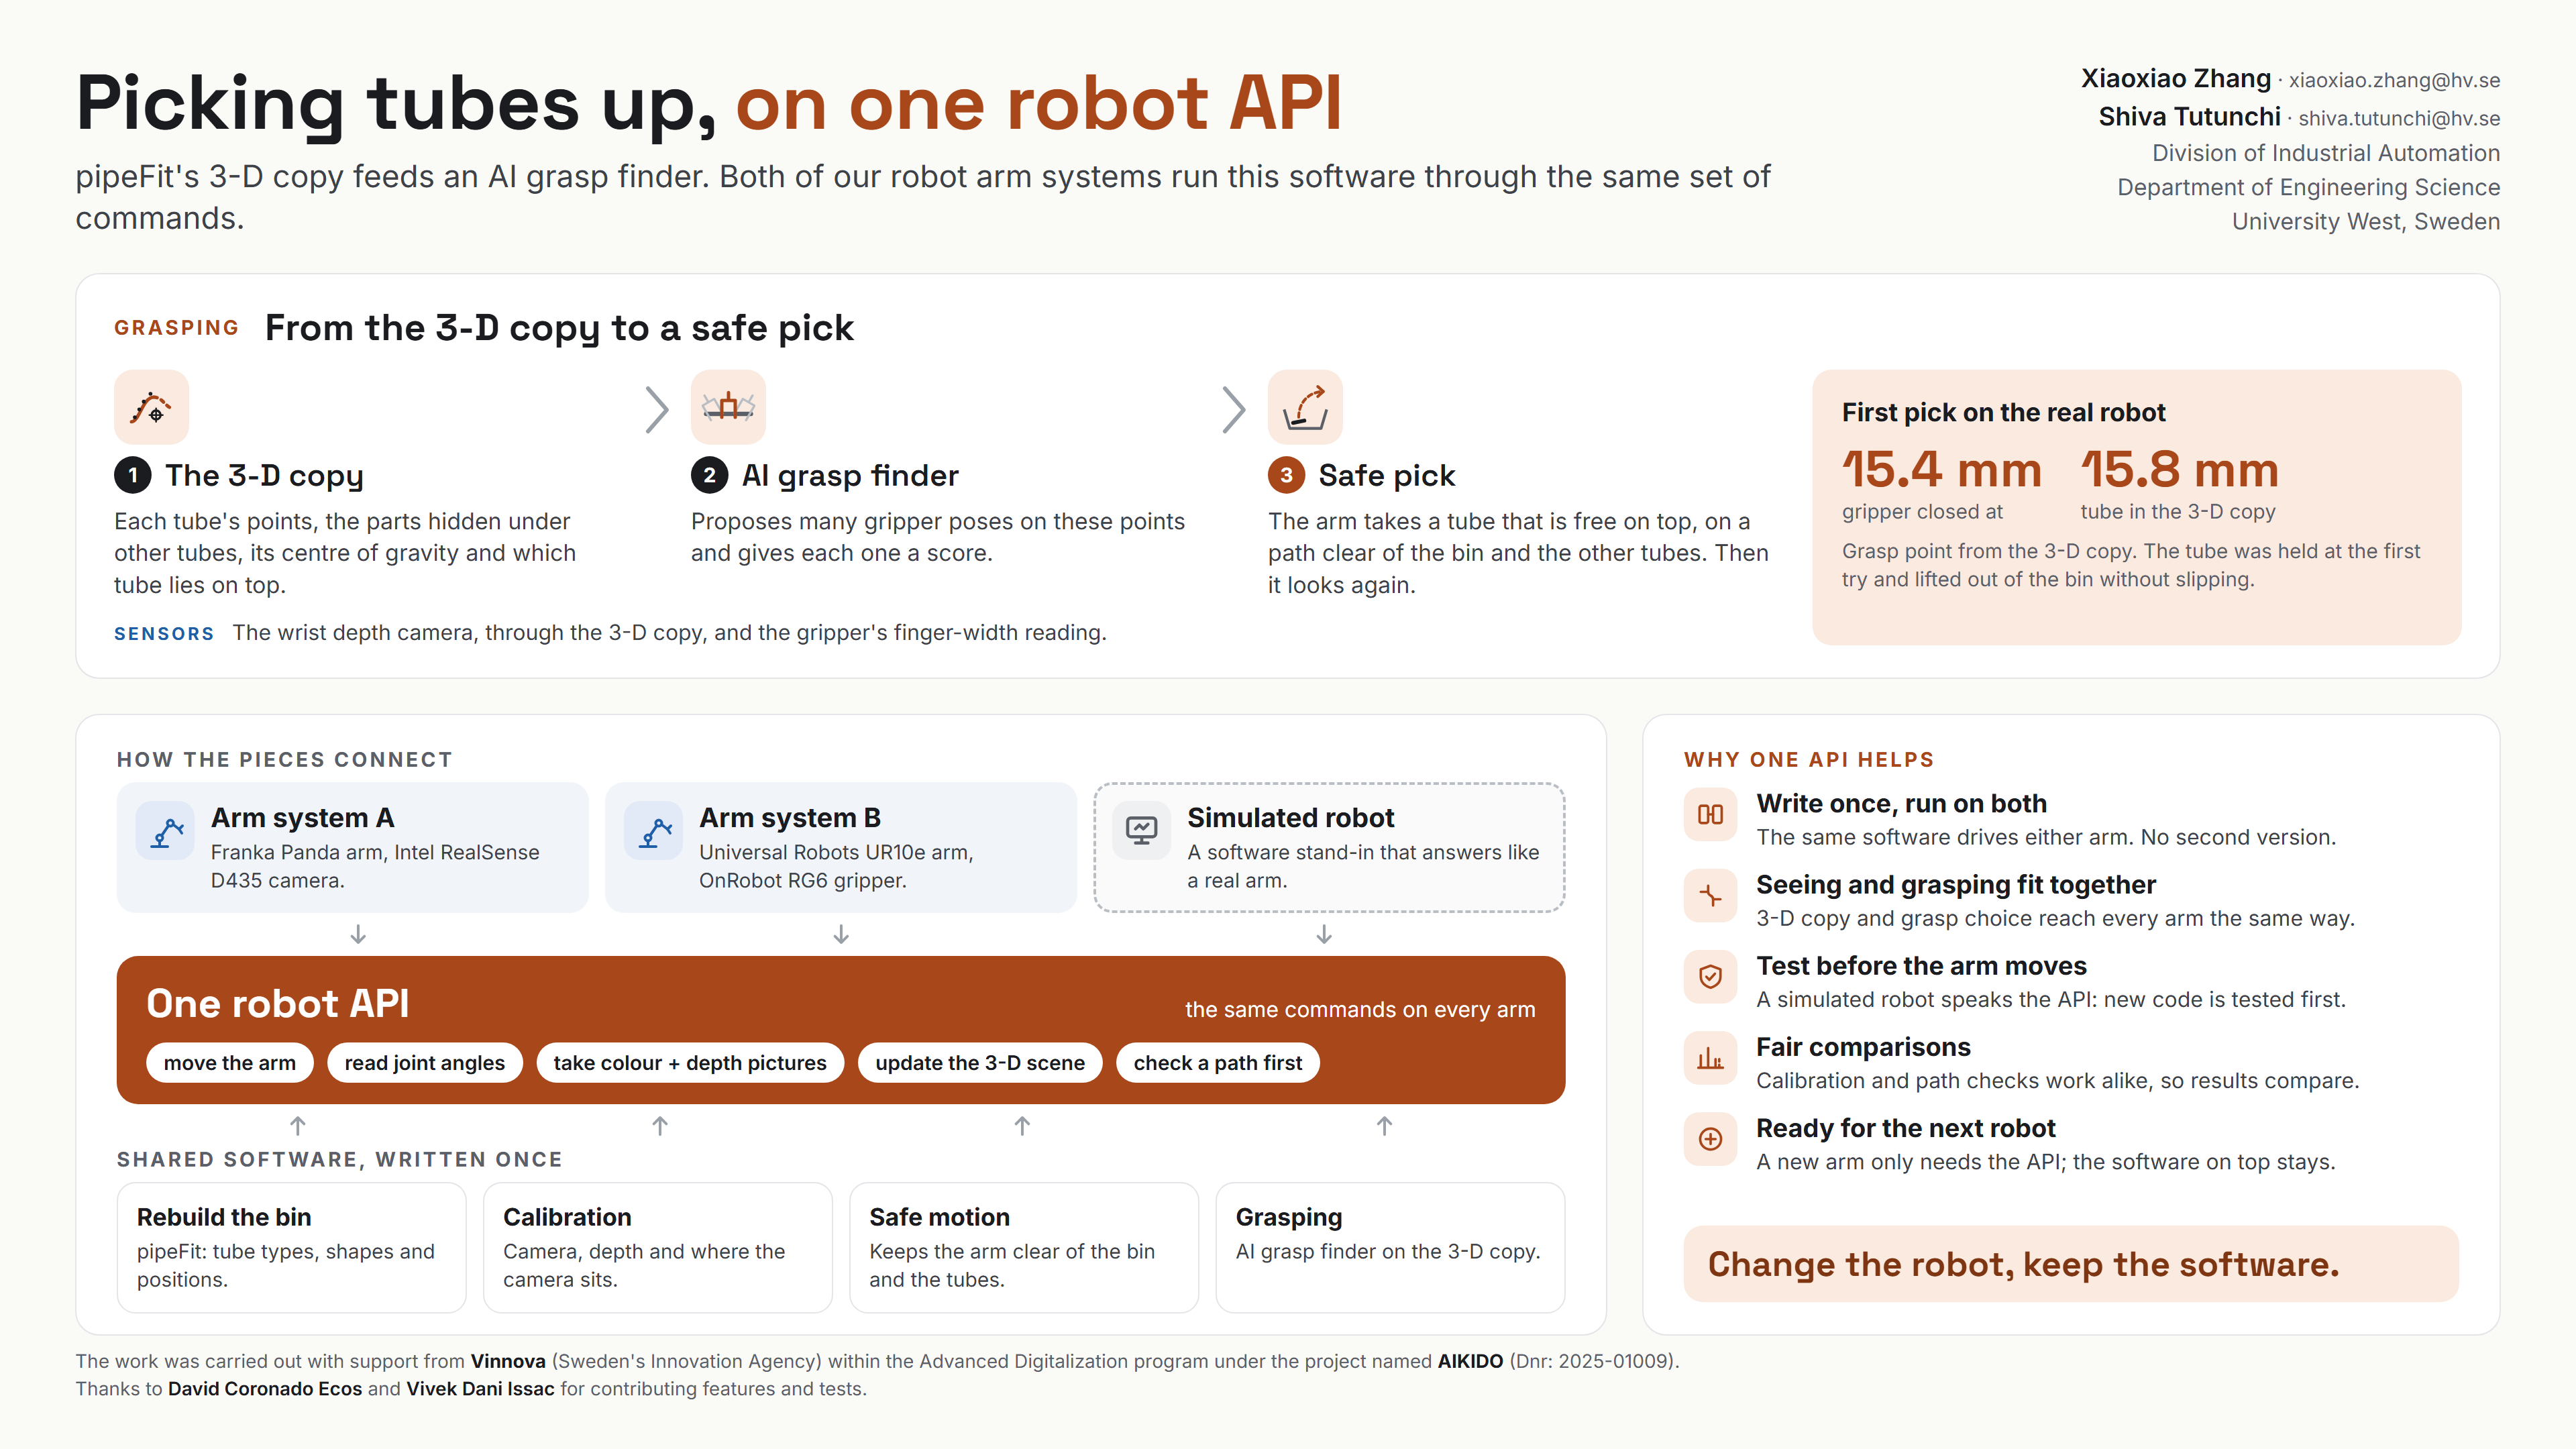 Picking tubes up, on one robot API
pipeFit's 3-D copy feeds an AI grasp finder. Both of our robot arm systems run this software through the same set of
commands.
Xiaoxiao Zhang · xiaoxiao.zhang@hv.se
Shiva Tutunchi · shiva.tutunchi@hv.se
Division of Industrial Automation
Department of Engineering Science
University West, Sweden
GRASPING From the 3-D copy to a safe pick
1 The 3-D copy
Each tube's points, the parts hidden under
other tubes, its centre of gravity and which
tube lies on top.
2 AI grasp finder
Proposes many gripper poses on these points
and gives each one a score.
3 Safe pick
The arm takes a tube that is free on top, on a
path clear of the bin and the other tubes. Then
it looks again.
SENSORS The wrist depth camera, through the 3-D copy, and the gripper's finger-width reading.
First pick on the real robot
15.4 mm 15.8 mm
gripper closed at tube in the 3-D copy
Grasp point from the 3-D copy. The tube was held at the first
try and lifted out of the bin without slipping.
HOW THE PIECES CONNECT
Arm system A
Franka Panda arm, Intel RealSense
D435 camera.
Arm system B
Universal Robots UR10e arm,
OnRobot RG6 gripper.
Simulated robot
A software stand-in that answers like
a real arm.
One robot API
the same commands on every arm
move the arm read joint angles take colour + depth pictures update the 3-D scene check a path first
SHARED SOFTWARE, WRITTEN ONCE
Rebuild the bin
pipeFit: tube types, shapes and
positions.
Calibration
Camera, depth and where the
camera sits.
Safe motion
Keeps the arm clear of the bin
and the tubes.
Grasping
AI grasp finder on the 3-D copy.
WHY ONE API HELPS
Write once, run on both
The same software drives either arm. No second version.
Seeing and grasping fit together
3-D copy and grasp choice reach every arm the same way.
Test before the arm moves
A simulated robot speaks the API: new code is tested first.
Fair comparisons
Calibration and path checks work alike, so results compare.
Ready for the next robot
A new arm only needs the API; the software on top stays.
Change the robot, keep the software.
The work was carried out with support from Vinnova (Sweden's Innovation Agency) within the Advanced Digitalization program under the project named AIKIDO (Dnr: 2025-01009).
Thanks to David Coronado Ecos and Vivek Dani Issac for contributing features and tests.